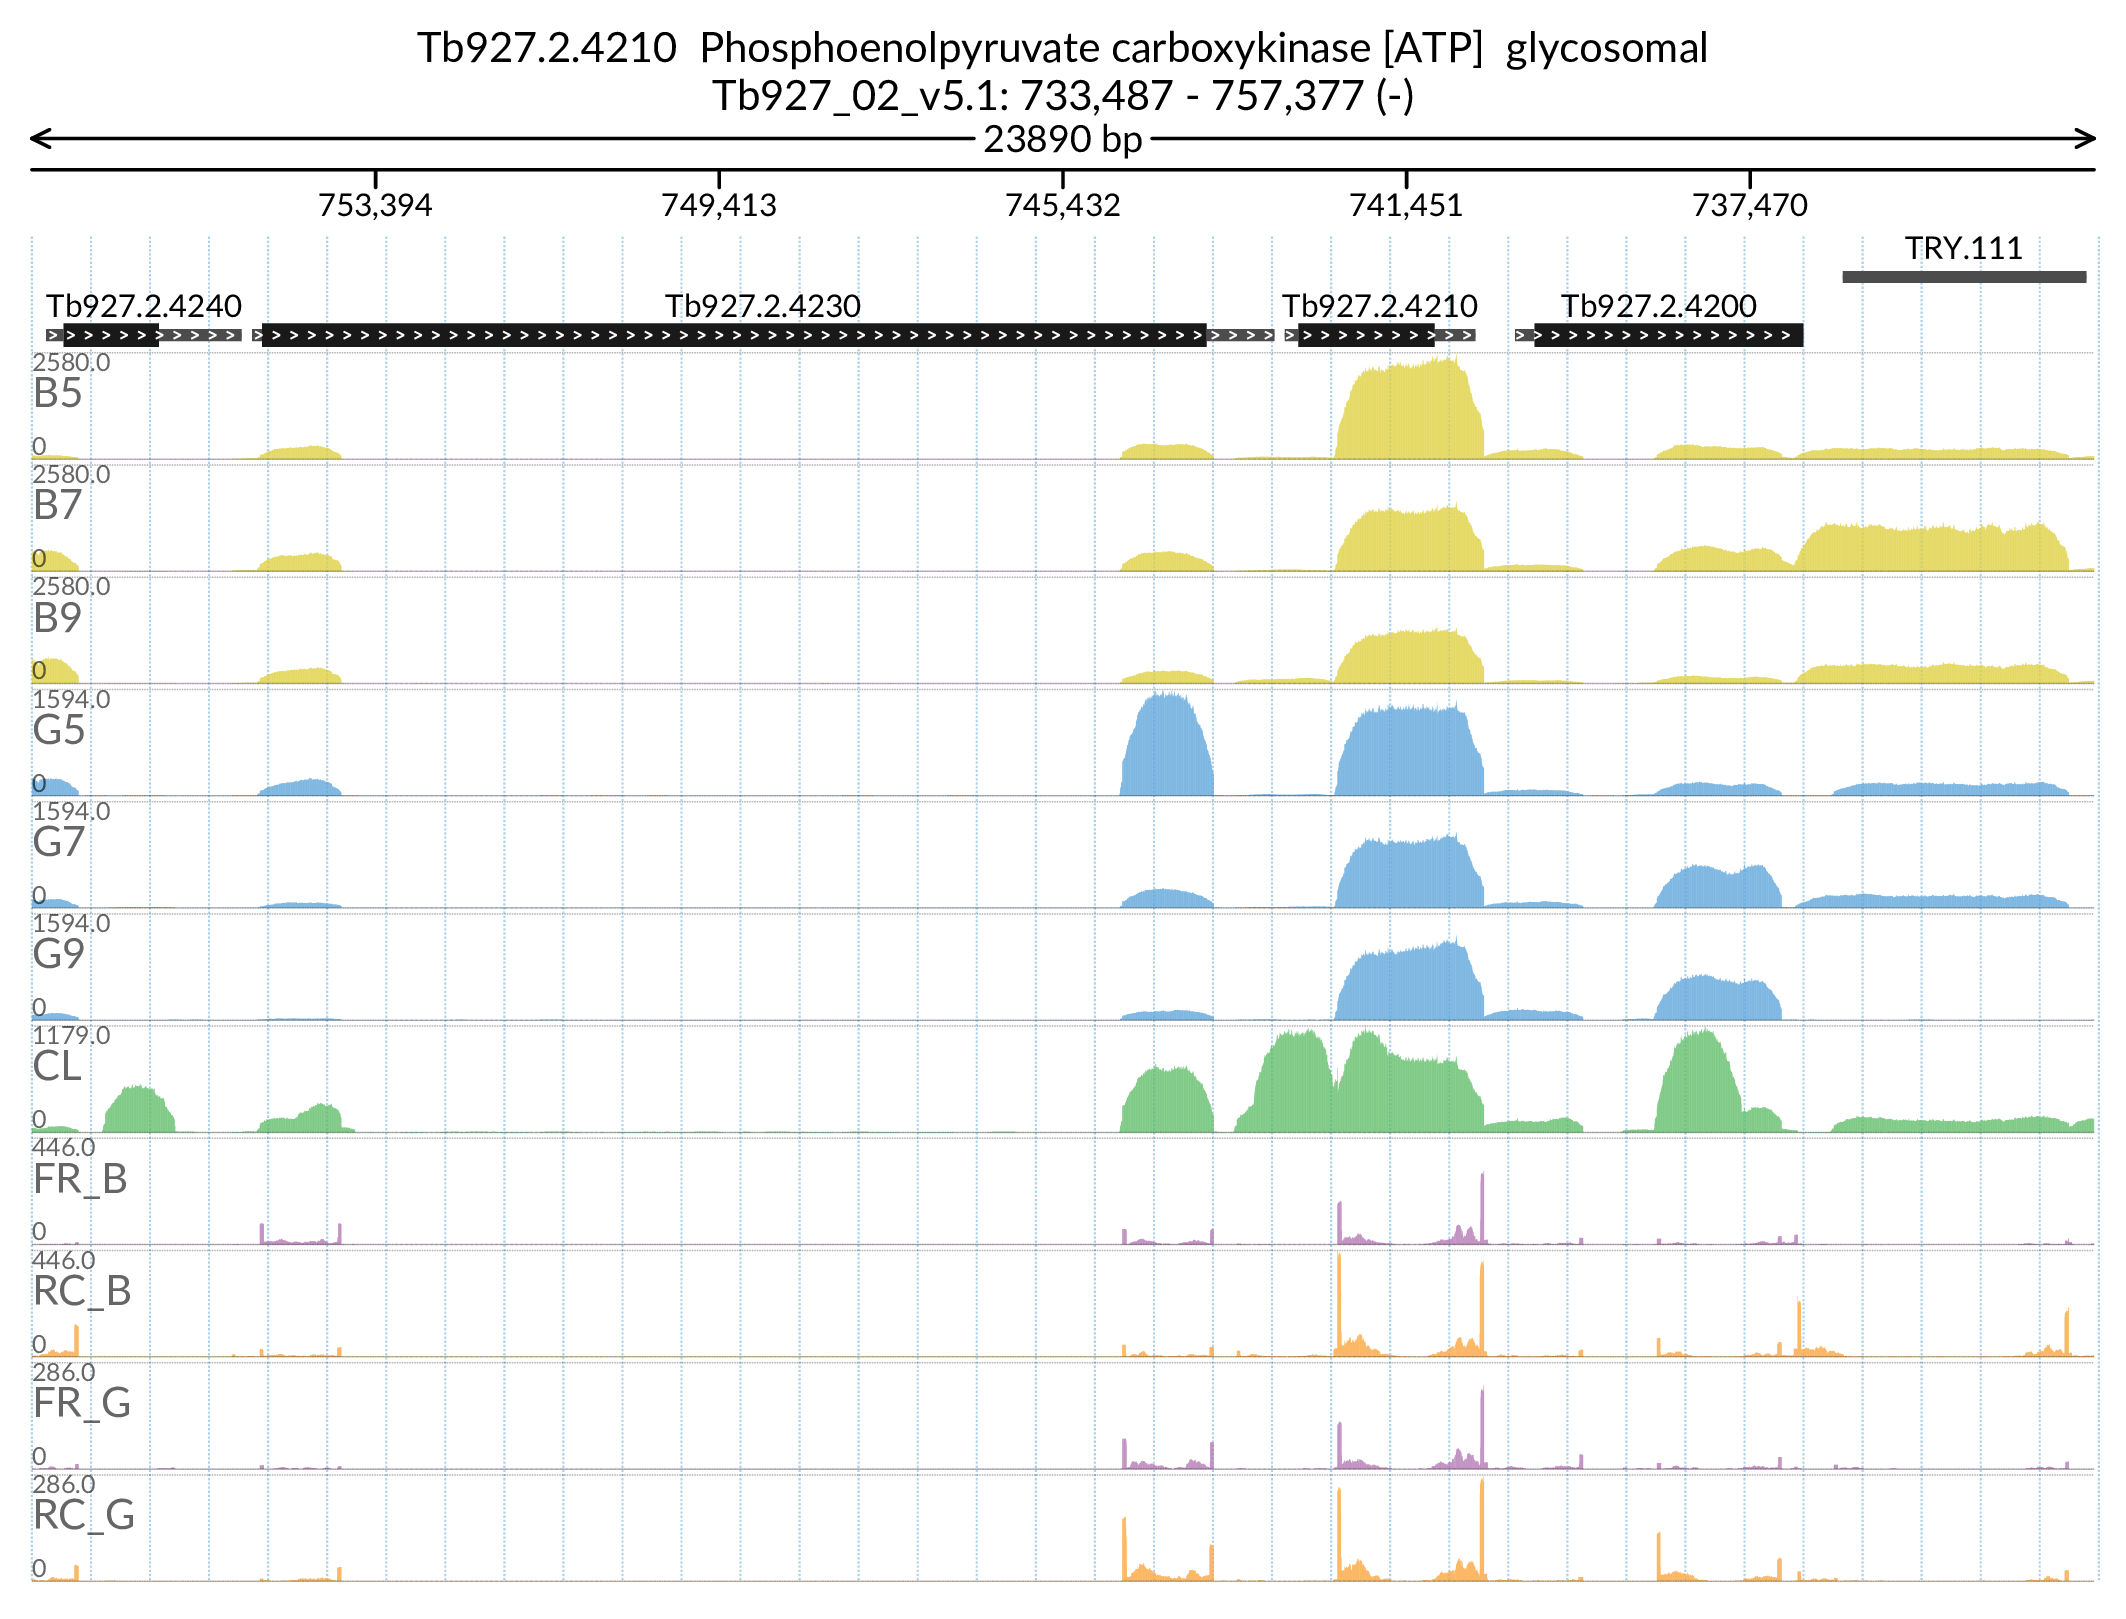 Tb927.2.4210 Phosphoenolpyruvate carboxykinase [ATP] glycosomal
Tb927_02_v5.1: 733,487 - 757,377 (-)
23890 bp
753,394 749,413 745,432 741,451 737,470
TRY.111
Tb927.2.4240 Tb927.2.4230 Tb927.2.4210 Tb927.2.4200
2580.0
B5
0
2580.0
B7
0
2580.0
B9
0
1594.0
G5
0
1594.0
G7
0
1594.0
G9
0
1179.0
CL
0
446.0
FR_B
0
446.0
RC_B
0
286.0
FR_G
0
286.0
RC_G
0